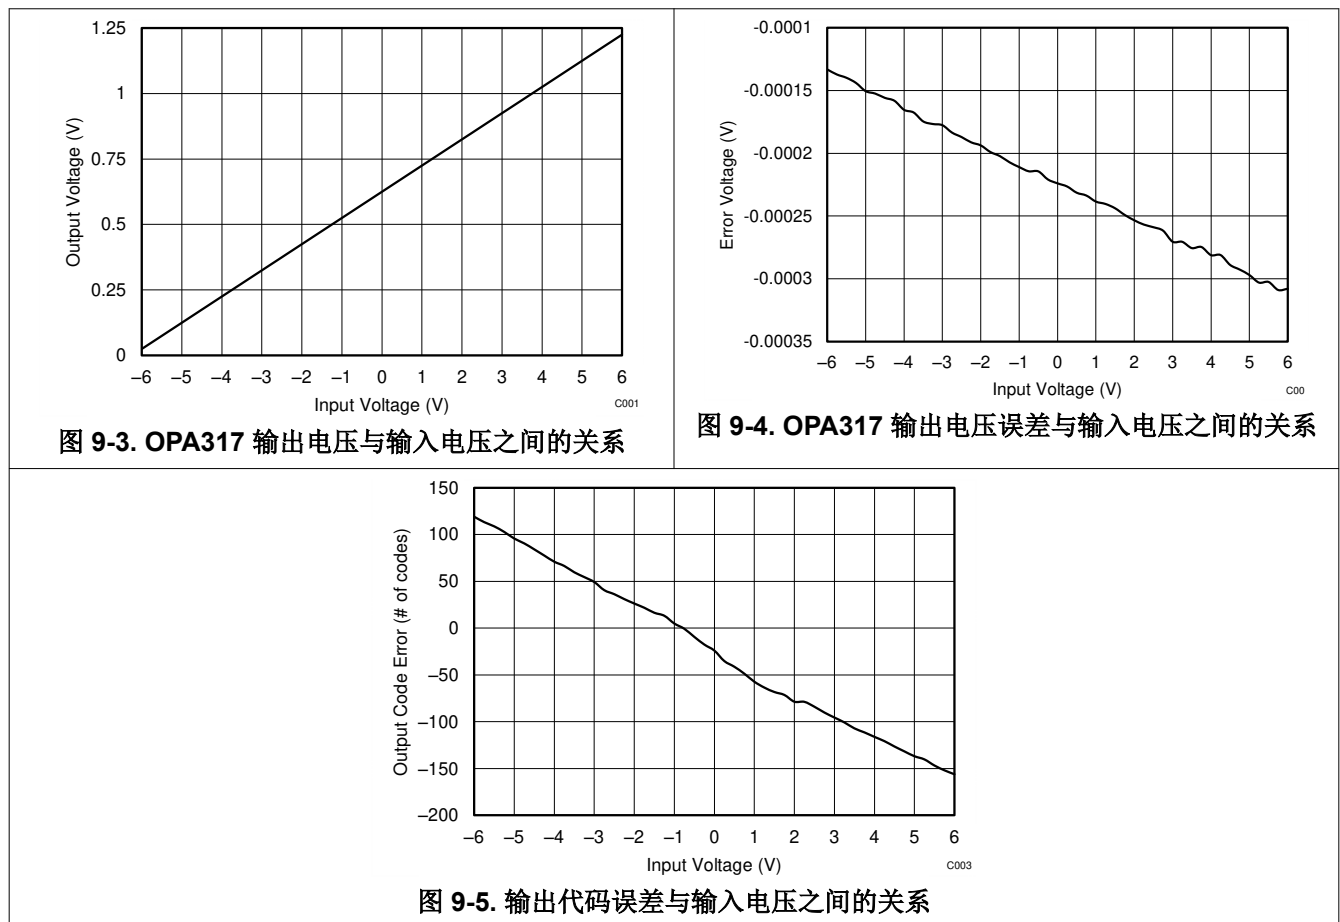 1.25
1
0.75
0.5
0.25
0
Output Voltage (V)
–6 –5 –4 –3 –2 –1 0 1 2 3 4 5 6
Input Voltage (V)
C001
图 9-3. OPA317 输出电压与输入电压之间的关系
-0.0001
-0.00015
-0.0002
-0.00025
-0.0003
-0.00035
Error Voltage (V)
–6 –5 –4 –3 –2 –1 0 1 2 3 4 5 6
Input Voltage (V)
C00
图 9-4. OPA317 输出电压误差与输入电压之间的关系
150
100
50
0
–50
–100
–150
–200
Output Code Error (# of codes)
–6 –5 –4 –3 –2 –1 0 1 2 3 4 5 6
Input Voltage (V)
C003
图 9-5. 输出代码误差与输入电压之间的关系